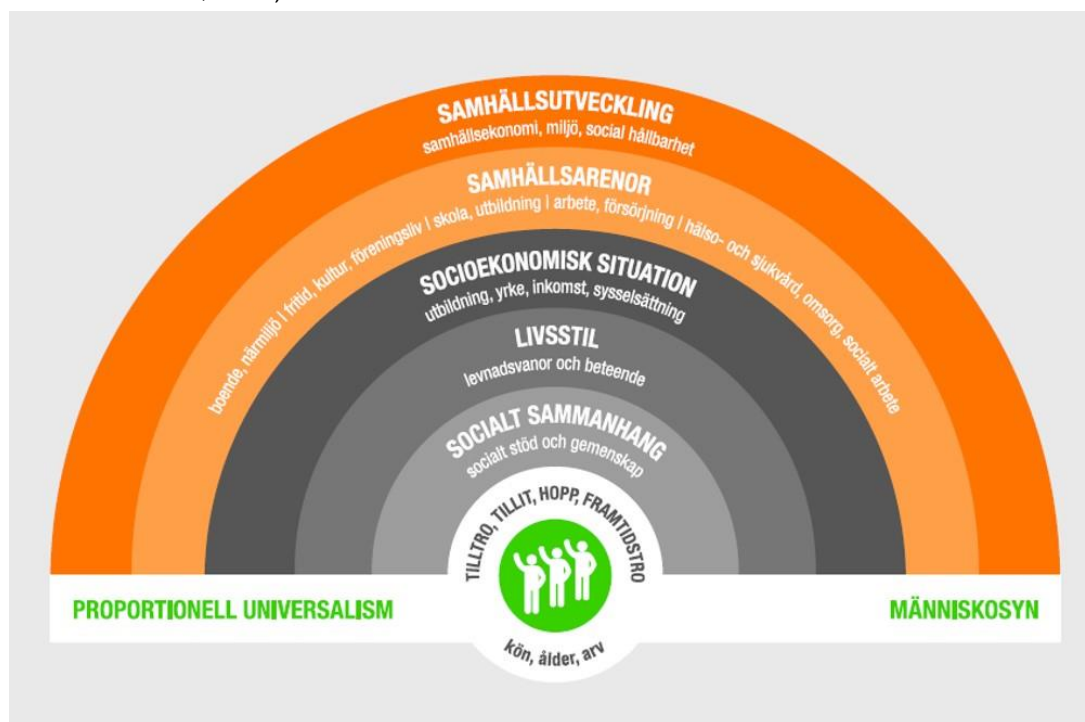 SAMHÄLLSUTVECKLING
samhällsekonomi, miljö, social hållbarhet
SAMHÄLLSARENOR
boende, närmiljö | fritid, kultur, föreningsliv | skola, utbildning | arbete, försörjning | hälso- och sjukvård, omsorg, socialt arbete
SOCIOEKONOMISK SITUATION
utbildning, yrke, inkomst, sysselsättning
LIVSSTIL
levnadsvanor och beteende
SOCIALT SAMMANHANG
socialt stöd och gemenskap
TILLTRO, TILLIT, HOPP, FRAMTIDSTRO
PROPORTIONELL UNIVERSALISM
MÄNNISKOSYN
kön, ålder, arv